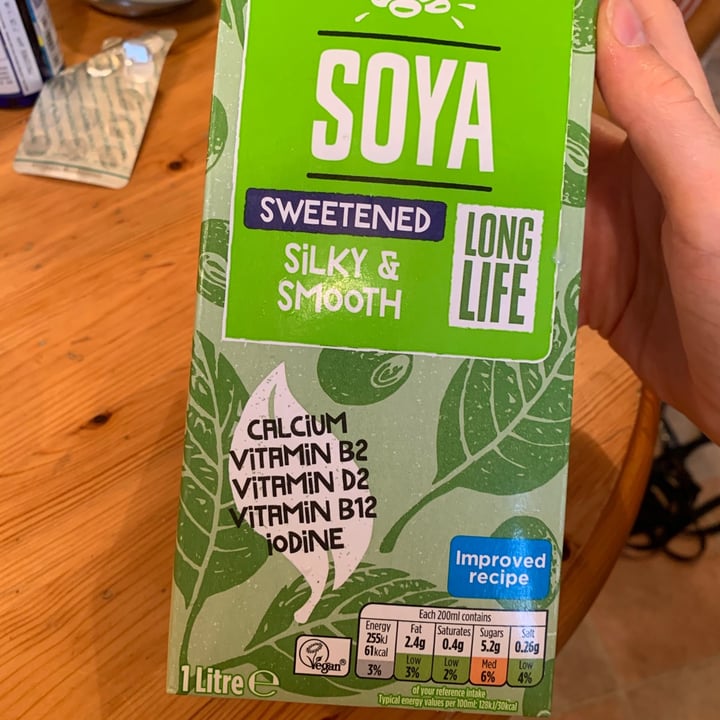 SOYA
SWEETENED
SiLKY &
SMOOTH
LONG
LIFE
CALCiUM
ViTAMiN B2
ViTAMiN D2
ViTAMiN B12
iODiNE
Improved
recipe
Each 200ml contains
Energy Fat Saturates Sugars Salt
255kJ 2.4g 0.4g 5.2g 0.26g
61kcal Low Low Med Low
3% 3% 2% 6% 4%
of your reference intake
Typical energy values per 100ml: 128kJ/30kcal
Vegan®
1 Litre ℮